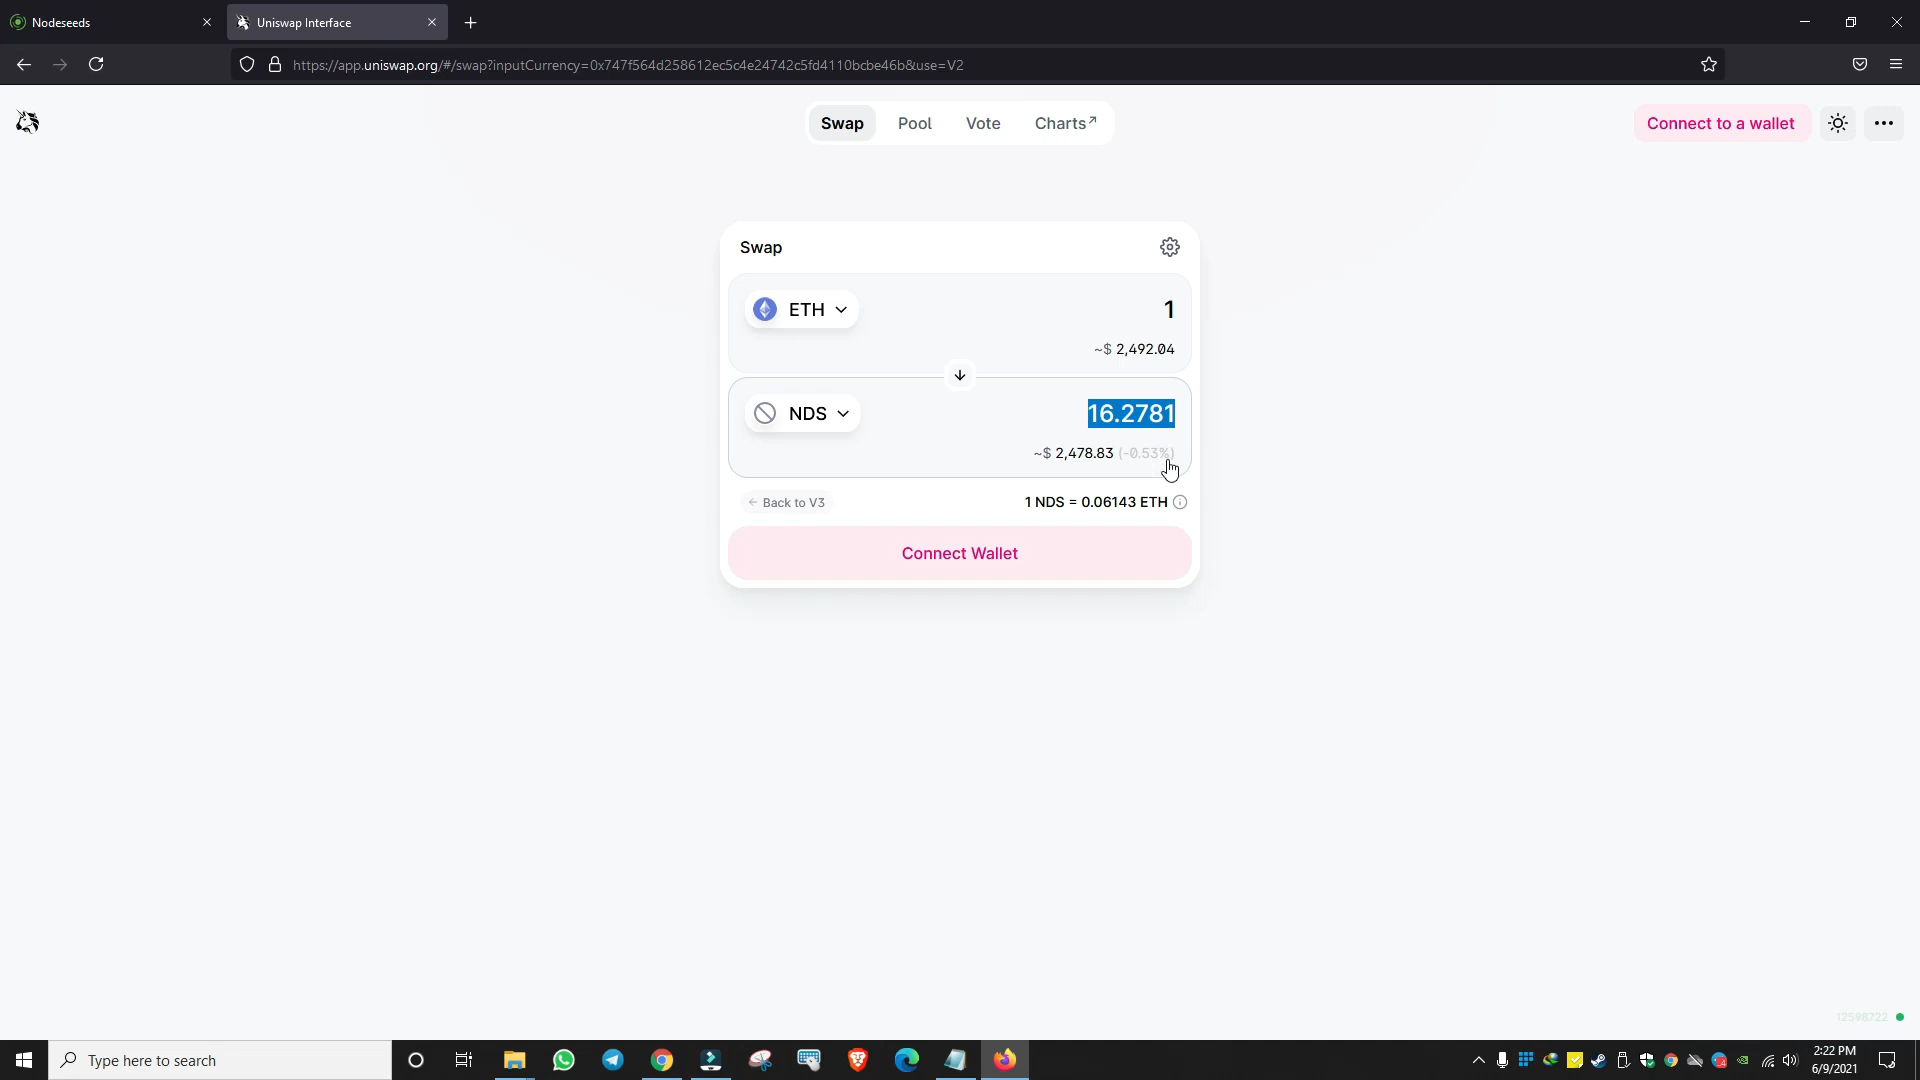 Nodeseeds
Uniswap Interface
https://app.uniswap.org/#/swap?inputCurrency=0x747f564d258612ec5c4e24742c5fd4110bcbe46b&use=V2
Swap
Pool
Vote
Charts↗
Connect to a wallet
Swap
ETH
1
~$ 2,492.04
NDS
16.2781
~$ 2,478.83 (-0.53%)
← Back to V3
1 NDS = 0.06143 ETH
Connect Wallet
12598722
Type here to search
2:22 PM
6/9/2021